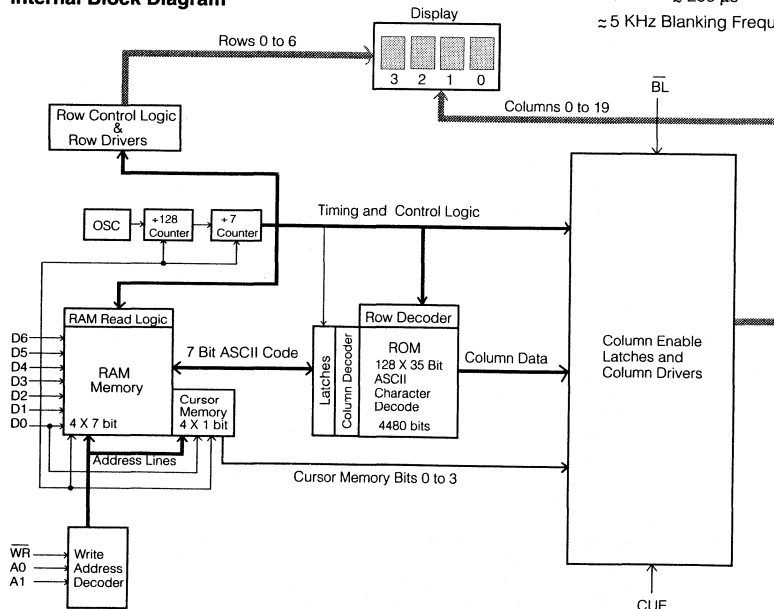 Internal Block Diagram
≈ 5 KHz Blanking Frequ
Display
3 2 1 0
Rows 0 to 6
Columns 0 to 19
BL
Row Control Logic
&
Row Drivers
Timing and Control Logic
OSC
÷128
Counter
÷7
Counter
RAM Read Logic
RAM
Memory
4 X 7 bit
Cursor
Memory
4 X 1 bit
D6
D5
D4
D3
D2
D1
D0
7 Bit ASCII Code
Latches
Column Decoder
Row Decoder
ROM
128 X 35 Bit
ASCII
Character
Decode
4480 bits
Column Data
Column Enable
Latches and
Column Drivers
Address Lines
Cursor Memory Bits 0 to 3
WR
A0
A1
Write
Address
Decoder
CUE